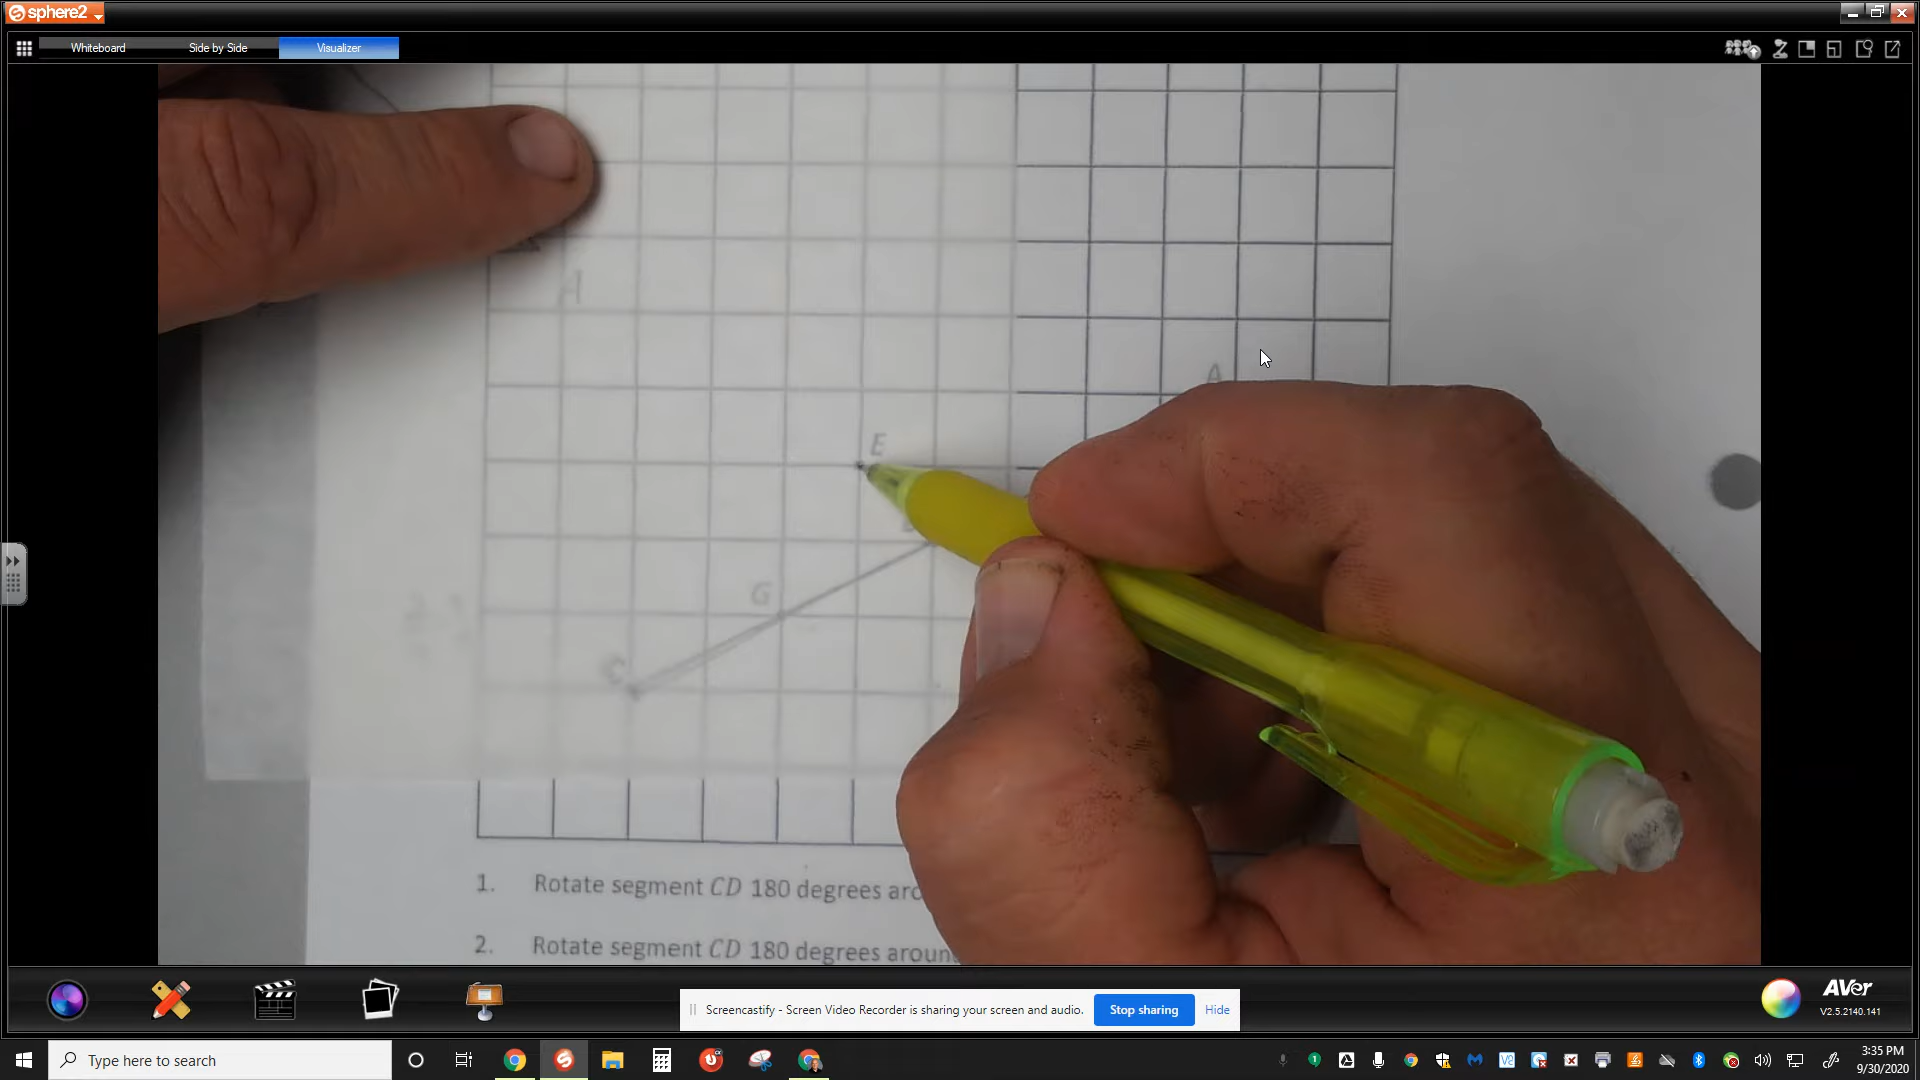 sphere2
Whiteboard Side by Side Visualizer
H
A
E
G
C
1. Rotate segment CD 180 degrees
2. Rotate segment CD 180 degrees around
Screencastify - Screen Video Recorder is sharing your screen and audio. Stop sharing Hide
AVer
V2.5.2140.141
Type here to search
3:35 PM
9/30/2020